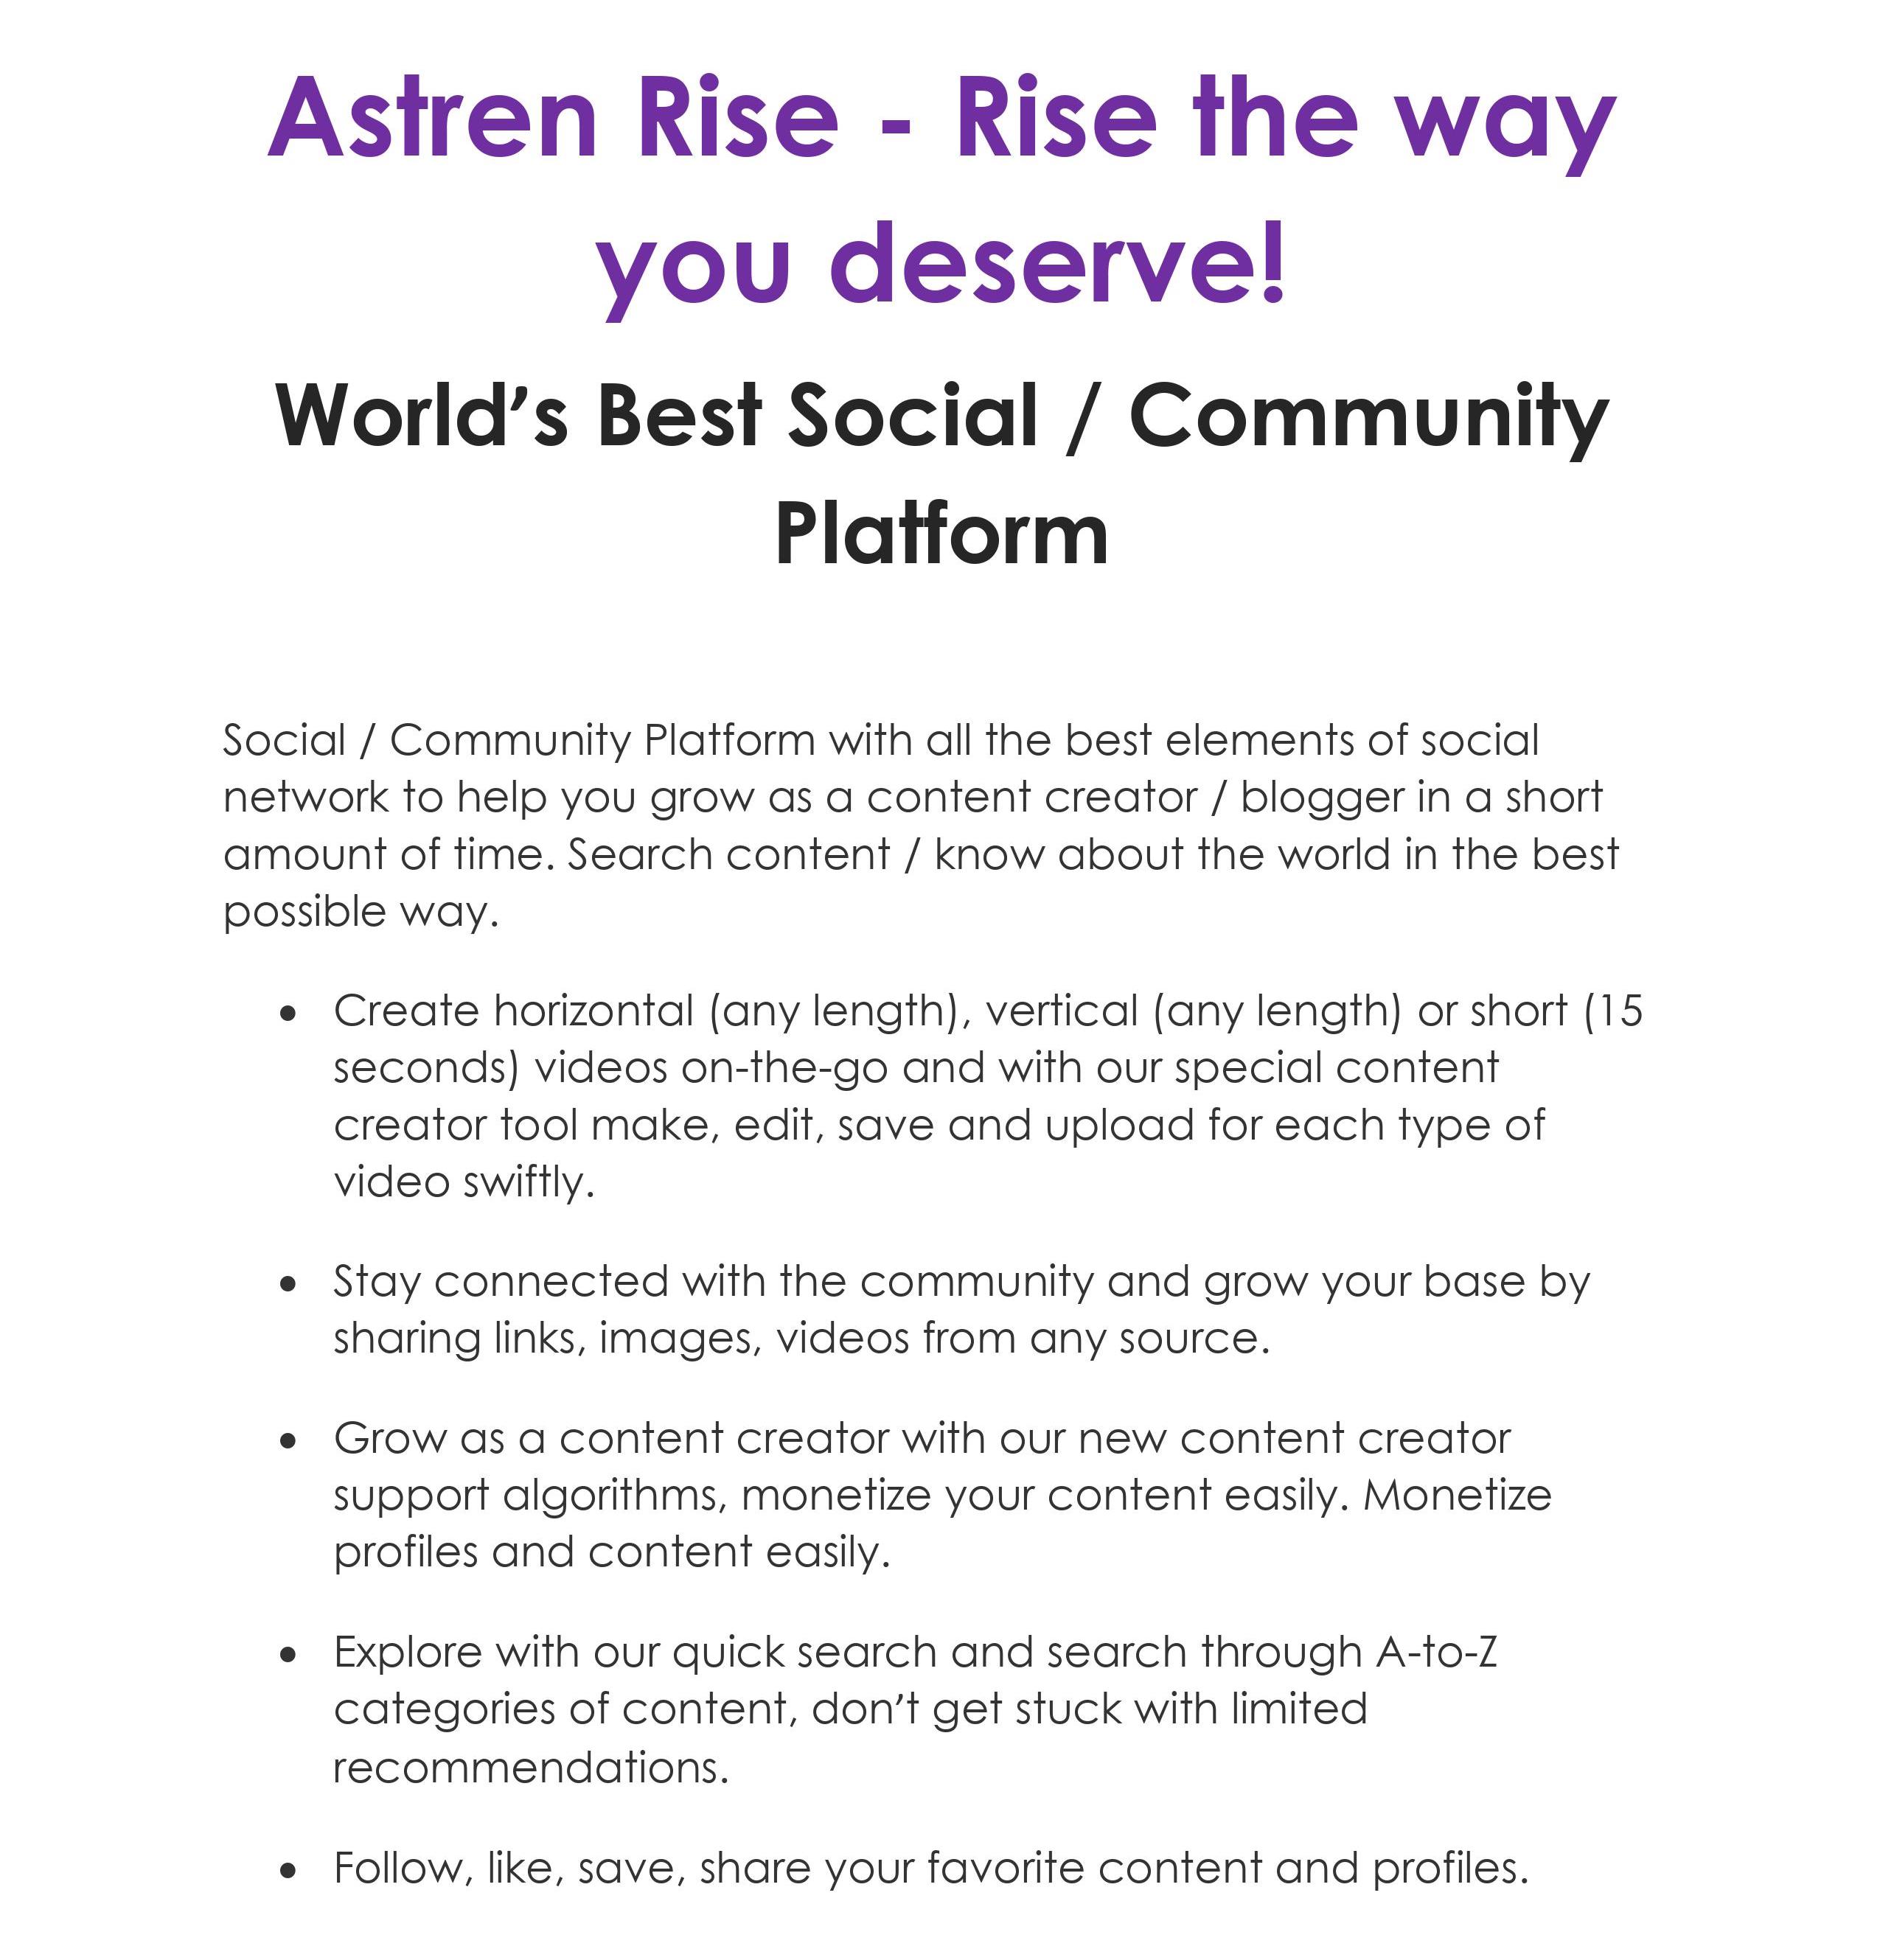 Astren Rise - Rise the way
you deserve!
World’s Best Social / Community
Platform
Social / Community Platform with all the best elements of social
network to help you grow as a content creator / blogger in a short
amount of time. Search content / know about the world in the best
possible way.
• Create horizontal (any length), vertical (any length) or short (15
seconds) videos on-the-go and with our special content
creator tool make, edit, save and upload for each type of
video swiftly.
• Stay connected with the community and grow your base by
sharing links, images, videos from any source.
• Grow as a content creator with our new content creator
support algorithms, monetize your content easily. Monetize
profiles and content easily.
• Explore with our quick search and search through A-to-Z
categories of content, don’t get stuck with limited
recommendations.
• Follow, like, save, share your favorite content and profiles.